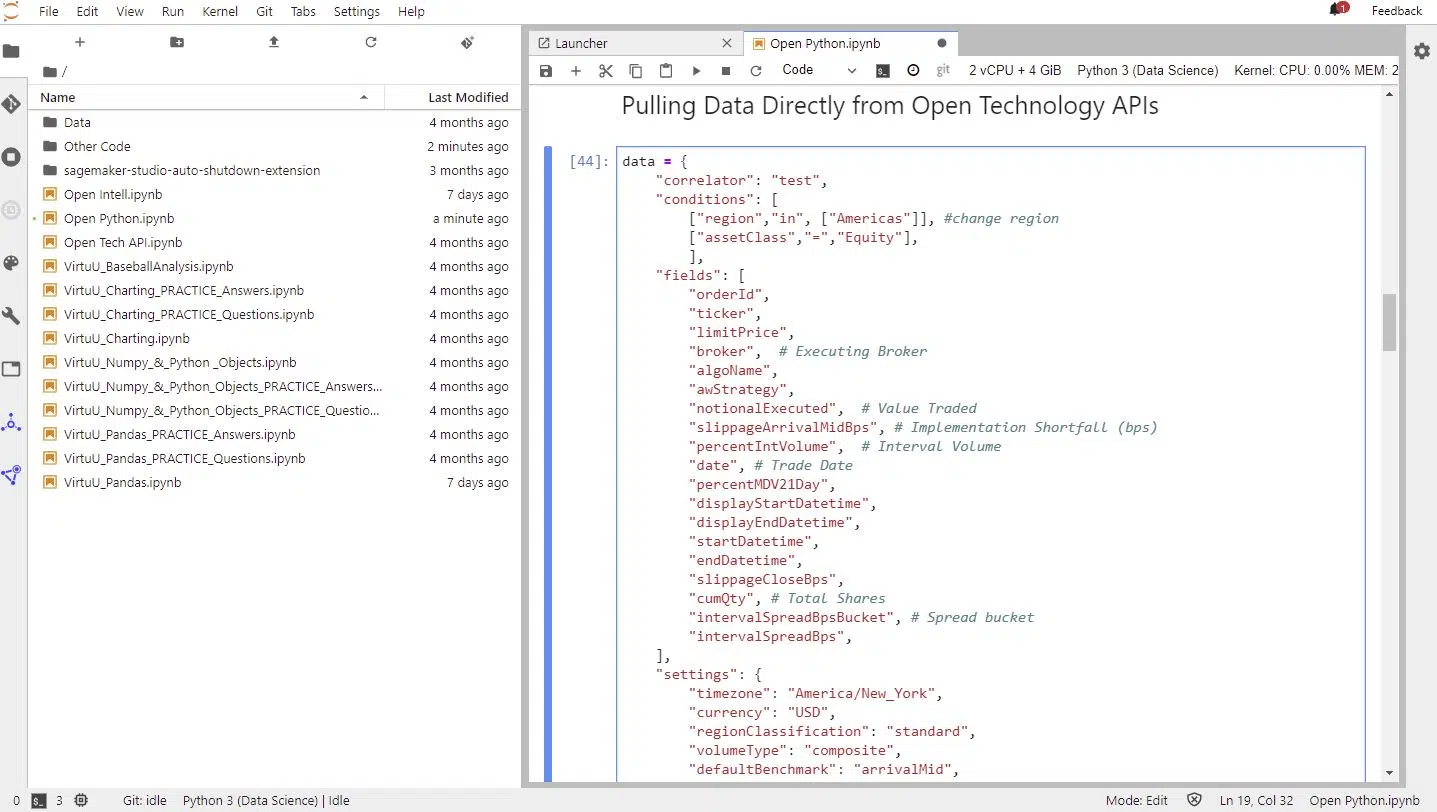 File Edit View Run Kernel Git Tabs Settings Help
1 Feedback
Launcher
Open Python.ipynb
/
Code
git 2 vCPU + 4 GiB Python 3 (Data Science) Kernel: CPU: 0.00% MEM: 2
Name Last Modified
Data 4 months ago
Other Code 2 minutes ago
sagemaker-studio-auto-shutdown-extension 3 months ago
Open Intell.ipynb 7 days ago
Open Python.ipynb a minute ago
Open Tech API.ipynb 4 months ago
VirtuU_BaseballAnalysis.ipynb 4 months ago
VirtuU_Charting_PRACTICE_Answers.ipynb 4 months ago
VirtuU_Charting_PRACTICE_Questions.ipynb 4 months ago
VirtuU_Charting.ipynb 4 months ago
VirtuU_Numpy_&_Python _Objects.ipynb 4 months ago
VirtuU_Numpy_&_Python_Objects_PRACTICE_Answers... 4 months ago
VirtuU_Numpy_&_Python_Objects_PRACTICE_Questio... 4 months ago
VirtuU_Pandas_PRACTICE_Answers.ipynb 4 months ago
VirtuU_Pandas_PRACTICE_Questions.ipynb 4 months ago
VirtuU_Pandas.ipynb 7 days ago
Pulling Data Directly from Open Technology APIs
[44]: data = {
"correlator": "test",
"conditions": [
["region","in", ["Americas"]], #change region
["assetClass","=","Equity"],
],
"fields": [
"orderId",
"ticker",
"limitPrice",
"broker", # Executing Broker
"algoName",
"awStrategy",
"notionalExecuted", # Value Traded
"slippageArrivalMidBps", # Implementation Shortfall (bps)
"percentIntVolume", # Interval Volume
"date", # Trade Date
"percentMDV21Day",
"displayStartDatetime",
"displayEndDatetime",
"startDatetime",
"endDatetime",
"slippageCloseBps",
"cumQty", # Total Shares
"intervalSpreadBpsBucket", # Spread bucket
"intervalSpreadBps",
],
"settings": {
"timezone": "America/New_York",
"currency": "USD",
"regionClassification": "standard",
"volumeType": "composite",
"defaultBenchmark": "arrivalMid",
0 3 Git: idle Python 3 (Data Science) | Idle Mode: Edit Ln 19, Col 32 Open Python.ipynb